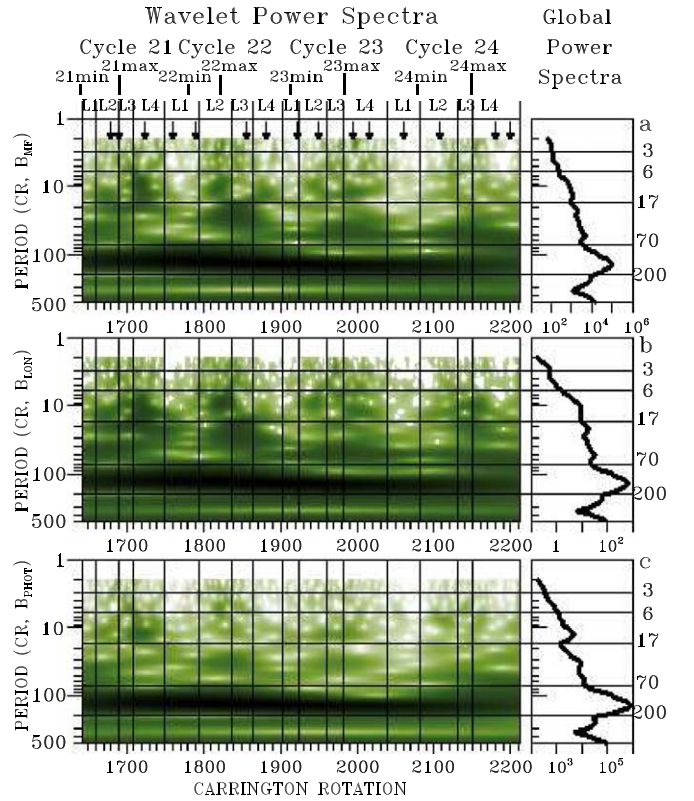 Wavelet Power Spectra
Global
Power
Spectra
Cycle 21 Cycle 22 Cycle 23 Cycle 24
21min 21max 22min 22max 23min 23max 24min 24max
L1 L2 L3 L4 L1 L2 L3 L4 L1 L2 L3 L4 L1 L2 L3 L4
PERIOD (CR, B_MF)
1
10
100
500
1700 1800 1900 2000 2100 2200
a
3
6
17
70
200
10² 10⁴ 10⁶
PERIOD (CR, B_LON)
1
10
100
500
1700 1800 1900 2000 2100 2200
b
3
6
17
70
200
1 10²
PERIOD (CR, B_PHOT)
1
10
100
500
1700 1800 1900 2000 2100 2200
c
3
6
17
70
200
10³ 10⁵
CARRINGTON ROTATION